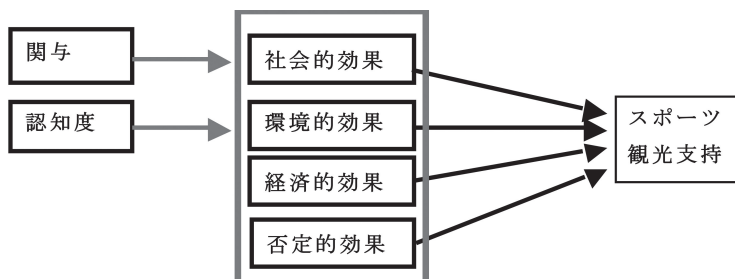 関与
認知度
社会的効果
環境的効果
経済的効果
否定的効果
スポーツ
観光支持